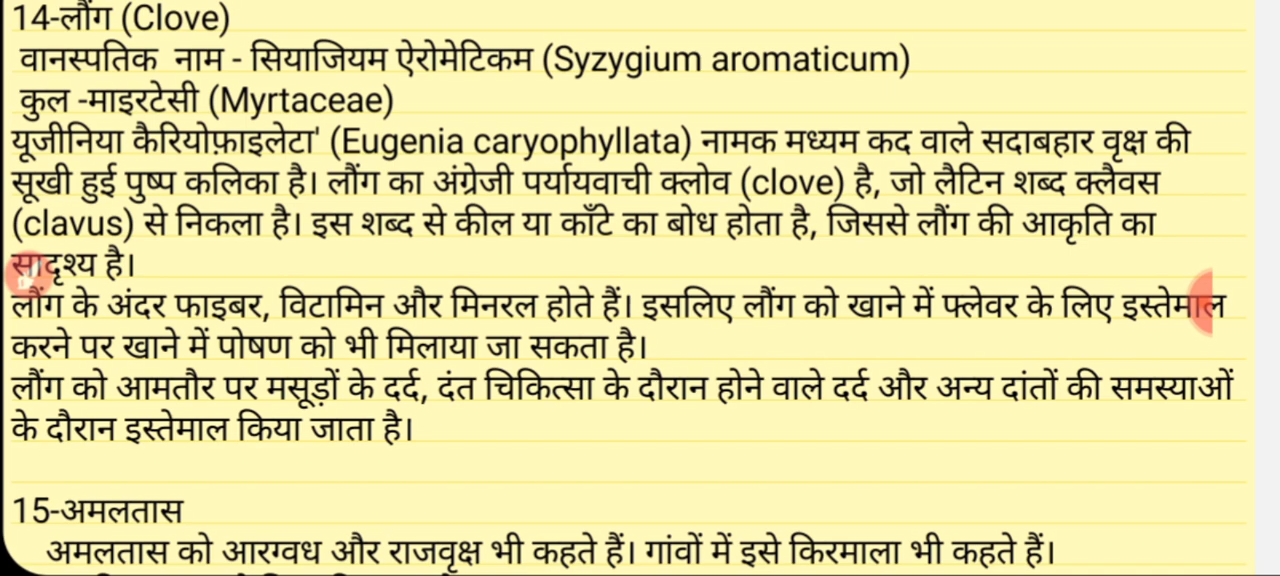 14-लौंग (Clove)
वानस्पतिक नाम - सियाजियम ऐरोमेटिकम (Syzygium aromaticum)
कुल -माइरटेसी (Myrtaceae)
यूजीनिया कैरियोफ़ाइलेटा' (Eugenia caryophyllata) नामक मध्यम कद वाले सदाबहार वृक्ष की
सूखी हुई पुष्प कलिका है। लौंग का अंग्रेजी पर्यायवाची क्लोव (clove) है, जो लैटिन शब्द क्लैवस
(clavus) से निकला है। इस शब्द से कील या काँटे का बोध होता है, जिससे लौंग की आकृति का
सादृश्य है।
लौंग के अंदर फाइबर, विटामिन और मिनरल होते हैं। इसलिए लौंग को खाने में फ्लेवर के लिए इस्तेमाल
करने पर खाने में पोषण को भी मिलाया जा सकता है।
लौंग को आमतौर पर मसूड़ों के दर्द, दंत चिकित्सा के दौरान होने वाले दर्द और अन्य दांतों की समस्याओं
के दौरान इस्तेमाल किया जाता है।
15-अमलतास
अमलतास को आरग्वध और राजवृक्ष भी कहते हैं। गांवों में इसे किरमाला भी कहते हैं।